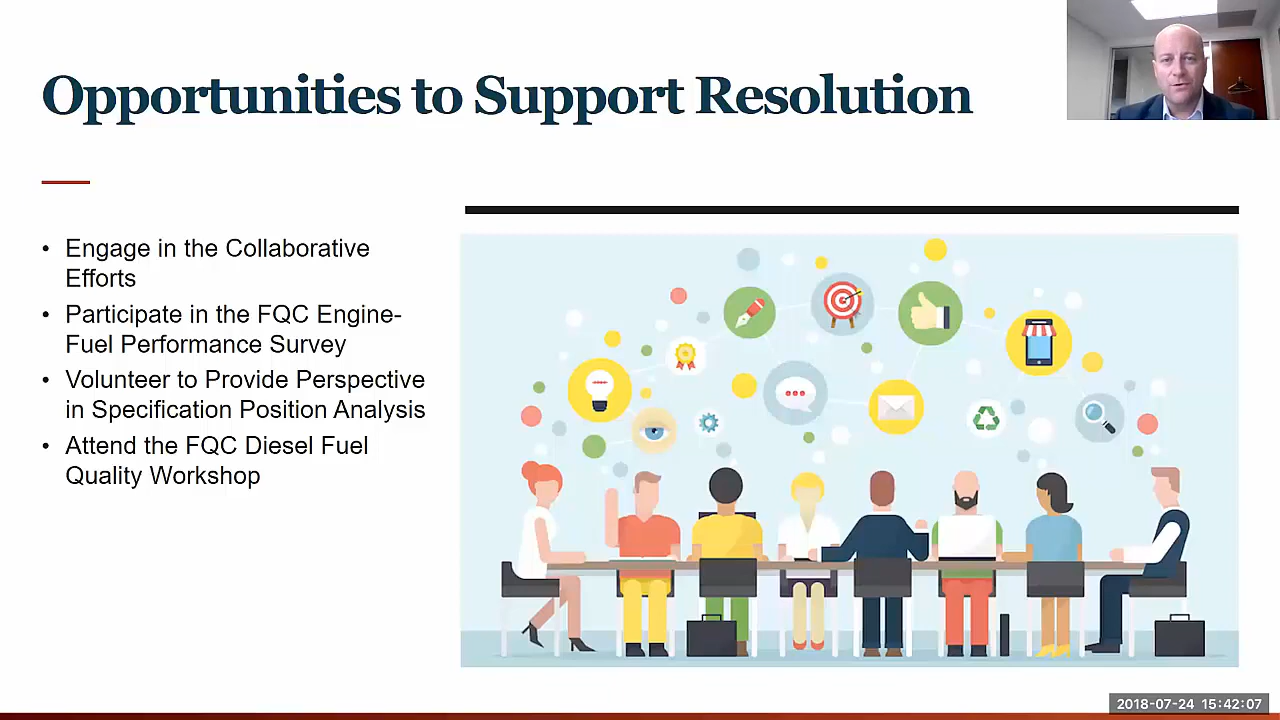 Opportunities to Support Resolution
• Engage in the Collaborative
Efforts
• Participate in the FQC Engine-
Fuel Performance Survey
• Volunteer to Provide Perspective
in Specification Position Analysis
• Attend the FQC Diesel Fuel
Quality Workshop
2018-07-24 15:42:07